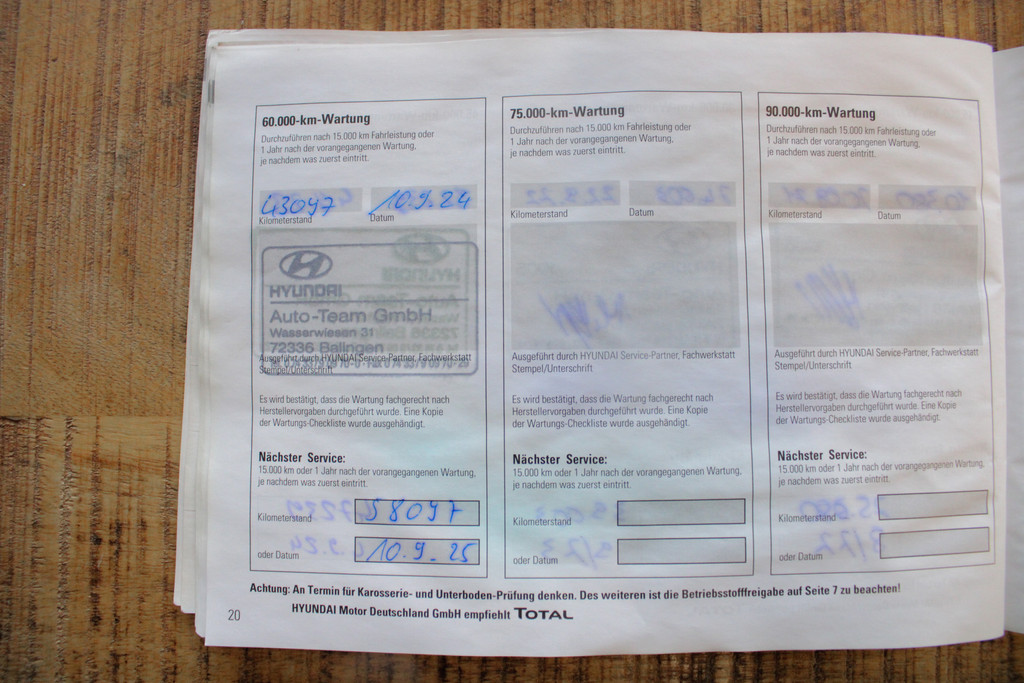 60.000-km-Wartung
Durchzuführen nach 15.000 km Fahrleistung oder
1 Jahr nach der vorangegangenen Wartung,
je nachdem was zuerst eintritt.
43097 10.9.24
Kilometerstand Datum
HYUNDAI
Auto-Team GmbH
Wasserwiesen 31
72336 Balingen
Ausgeführt durch HYUNDAI Service-Partner, Fachwerkstatt
Stempel/Unterschrift
Es wird bestätigt, dass die Wartung fachgerecht nach
Herstellervorgaben durchgeführt wurde. Eine Kopie
der Wartungs-Checkliste wurde ausgehändigt.
Nächster Service:
15.000 km oder 1 Jahr nach der vorangegangenen Wartung,
je nachdem was zuerst eintritt.
Kilometerstand 58097
oder Datum 10.9.25
75.000-km-Wartung
Durchzuführen nach 15.000 km Fahrleistung oder
1 Jahr nach der vorangegangenen Wartung,
je nachdem was zuerst eintritt.
Kilometerstand Datum
Ausgeführt durch HYUNDAI Service-Partner, Fachwerkstatt
Stempel/Unterschrift
Es wird bestätigt, dass die Wartung fachgerecht nach
Herstellervorgaben durchgeführt wurde. Eine Kopie
der Wartungs-Checkliste wurde ausgehändigt.
Nächster Service:
15.000 km oder 1 Jahr nach der vorangegangenen Wartung,
je nachdem was zuerst eintritt.
Kilometerstand
oder Datum
90.000-km-Wartung
Durchzuführen nach 15.000 km Fahrleistung oder
1 Jahr nach der vorangegangenen Wartung,
je nachdem was zuerst eintritt.
Kilometerstand Datum
Ausgeführt durch HYUNDAI Service-Partner, Fachwerkstatt
Stempel/Unterschrift
Es wird bestätigt, dass die Wartung fachgerecht nach
Herstellervorgaben durchgeführt wurde. Eine Kopie
der Wartungs-Checkliste wurde ausgehändigt.
Nächster Service:
15.000 km oder 1 Jahr nach der vorangegangenen Wartung,
je nachdem was zuerst eintritt.
Kilometerstand
oder Datum
Achtung: An Termin für Karosserie- und Unterboden-Prüfung denken. Des weiteren ist die Betriebsstofffreigabe auf Seite 7 zu beachten!
20 HYUNDAI Motor Deutschland GmbH empfiehlt TOTAL